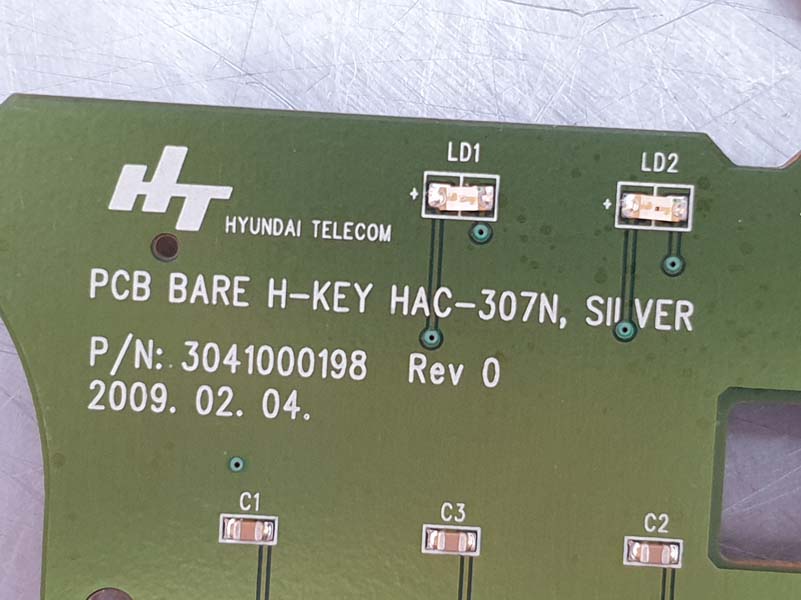 LD1
LD2
HT
HYUNDAI TELECOM
PCB BARE H-KEY HAC-307N, SILVER
P/N: 3041000198 Rev 0
2009. 02. 04.
C1
C3
C2